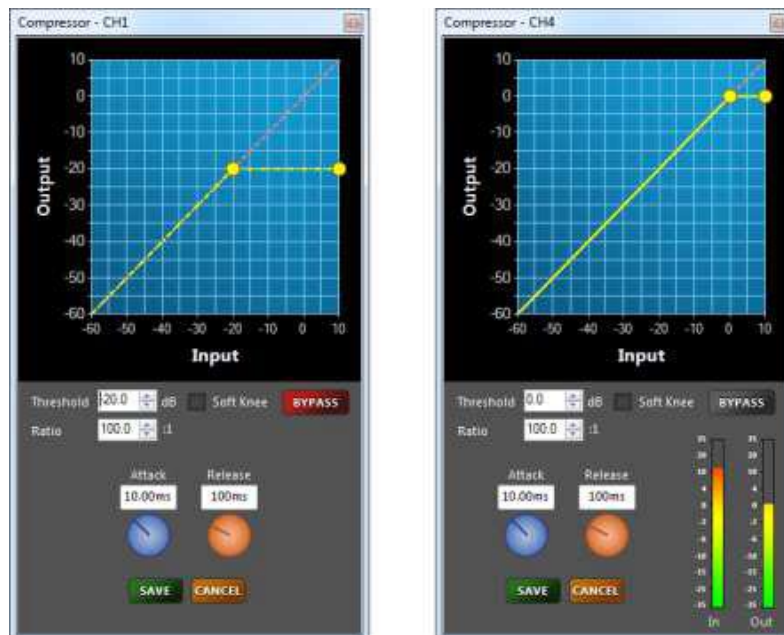 Compressor - CH1
10
0
-10
-20
-30
-40
-50
-60
Output
-60 -50 -40 -30 -20 -10 0 10
Input
Threshold -20.0 dB Soft Knee BYPASS
Ratio 100.0 :1
Attack Release
10.00ms 100ms
SAVE CANCEL
Compressor - CH4
10
0
-10
-20
-30
-40
-50
-60
Output
-60 -50 -40 -30 -20 -10 0 10
Input
Threshold 0.0 dB Soft Knee BYPASS
Ratio 100.0 :1
Attack Release
10.00ms 100ms
SAVE CANCEL
In Out